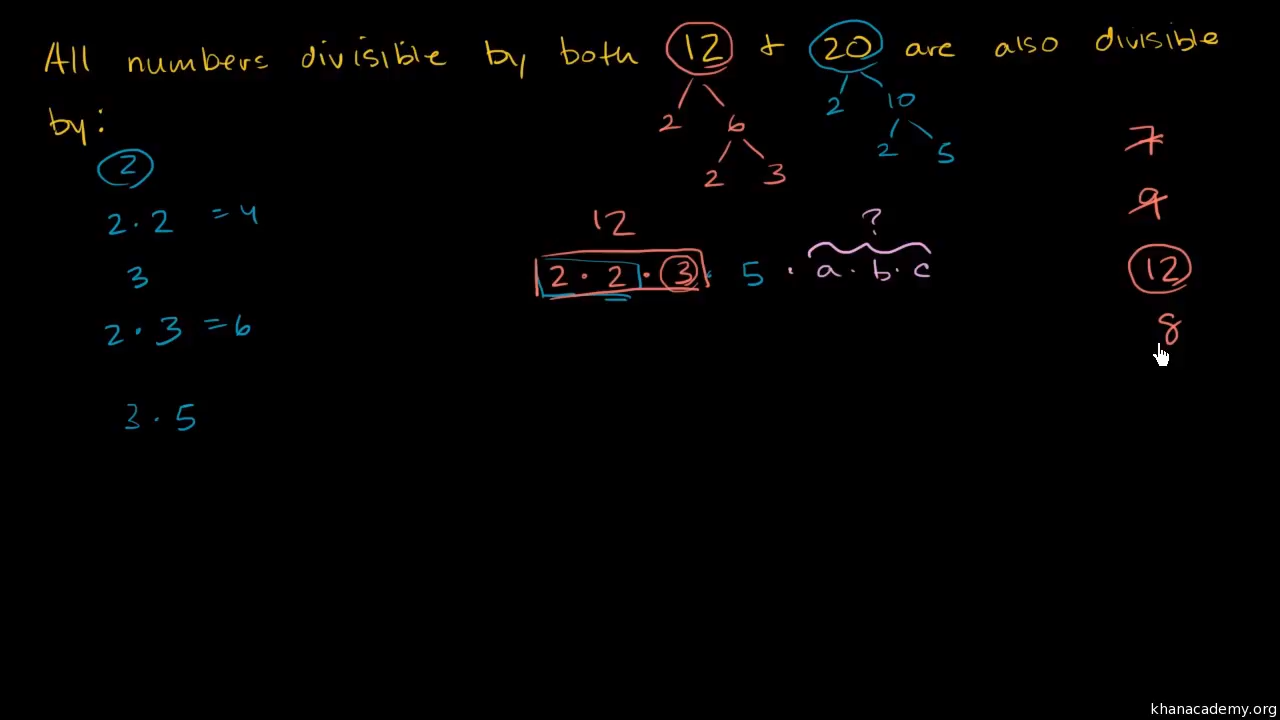 All numbers divisible by both 12 + 20 are also divisible
by:
2
2 · 2 = 4
3
2 · 3 = 6
3 · 5
2 6
2 3
2 10
2 5
12 ?
2 · 2 · 3 · 5 · a · b · c
7
9
12
8
khanacademy.org